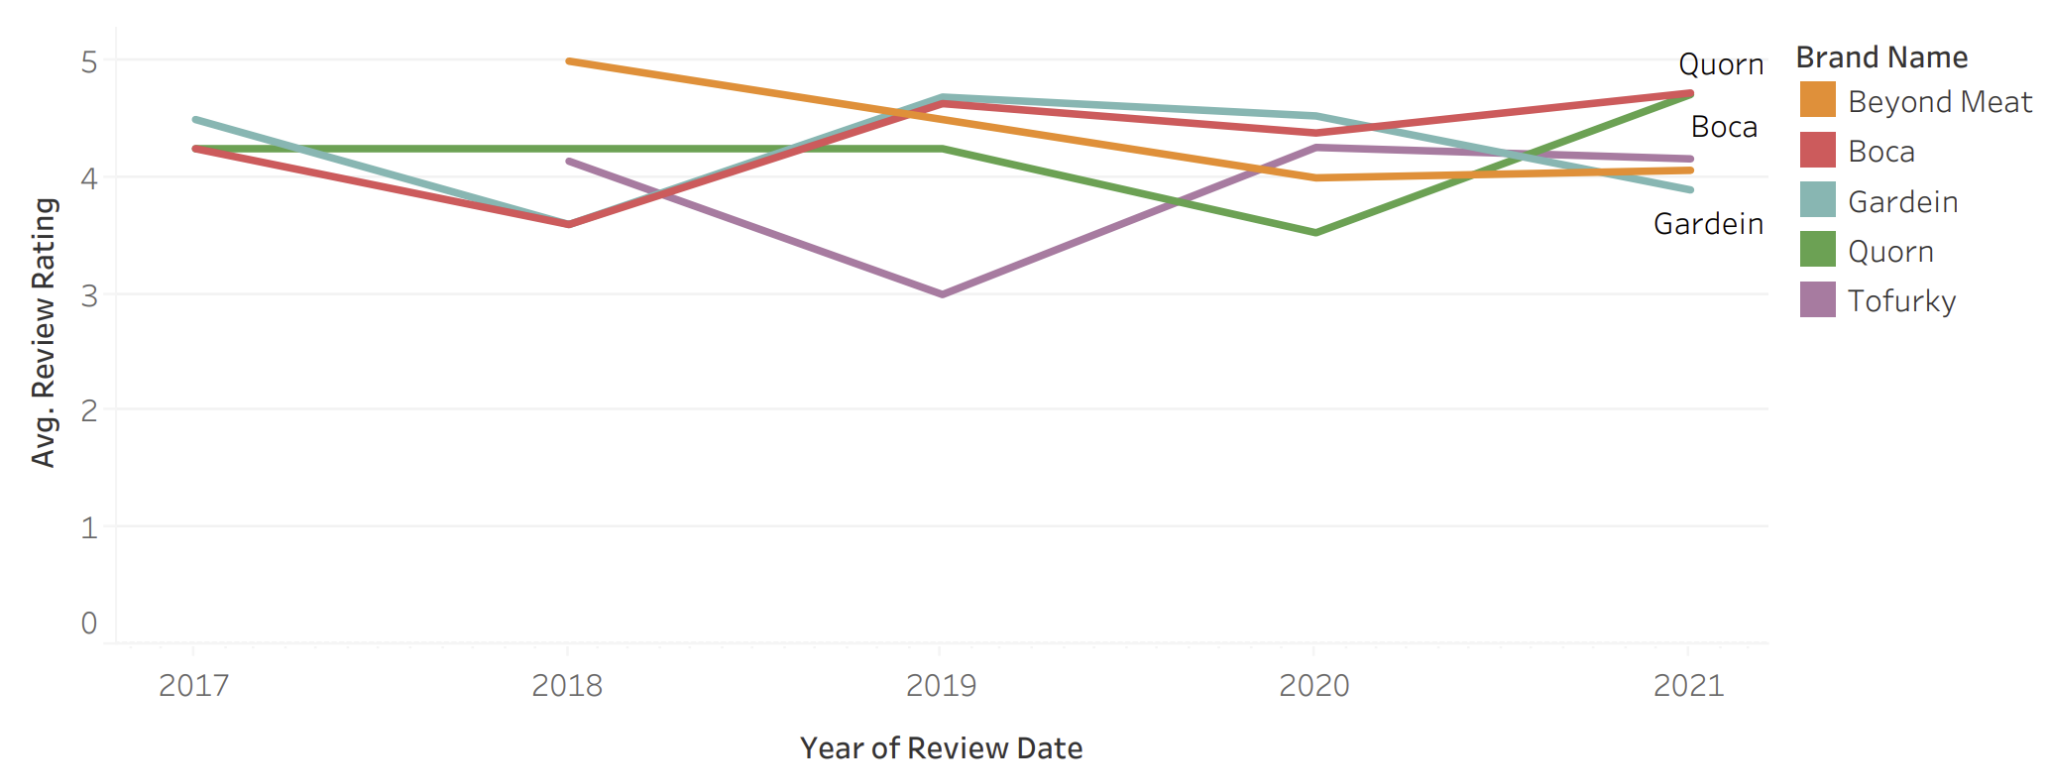 Avg. Review Rating
5
4
3
2
1
0
Quorn
Boca
Gardein
2017 2018 2019 2020 2021
Year of Review Date
Brand Name
Beyond Meat
Boca
Gardein
Quorn
Tofurky